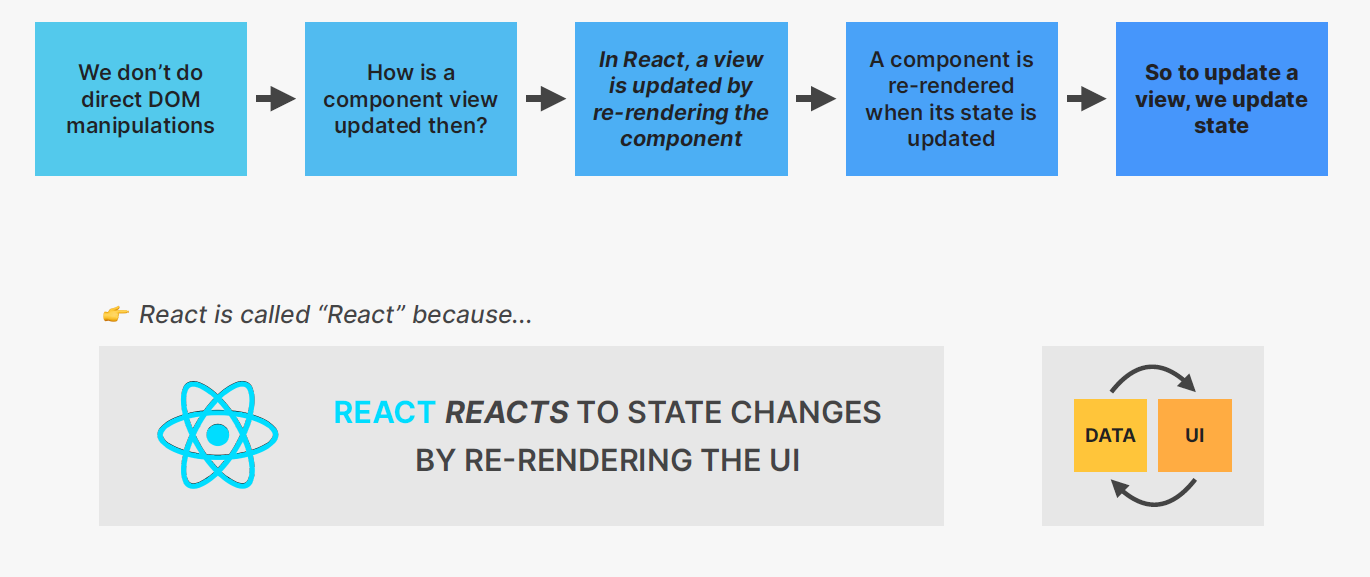 We don’t do
direct DOM
manipulations
How is a
component view
updated then?
In React, a view
is updated by
re-rendering the
component
A component is
re-rendered
when its state is
updated
So to update a
view, we update
state
👉 React is called “React” because…
REACT REACTS TO STATE CHANGES
BY RE-RENDERING THE UI
DATA
UI